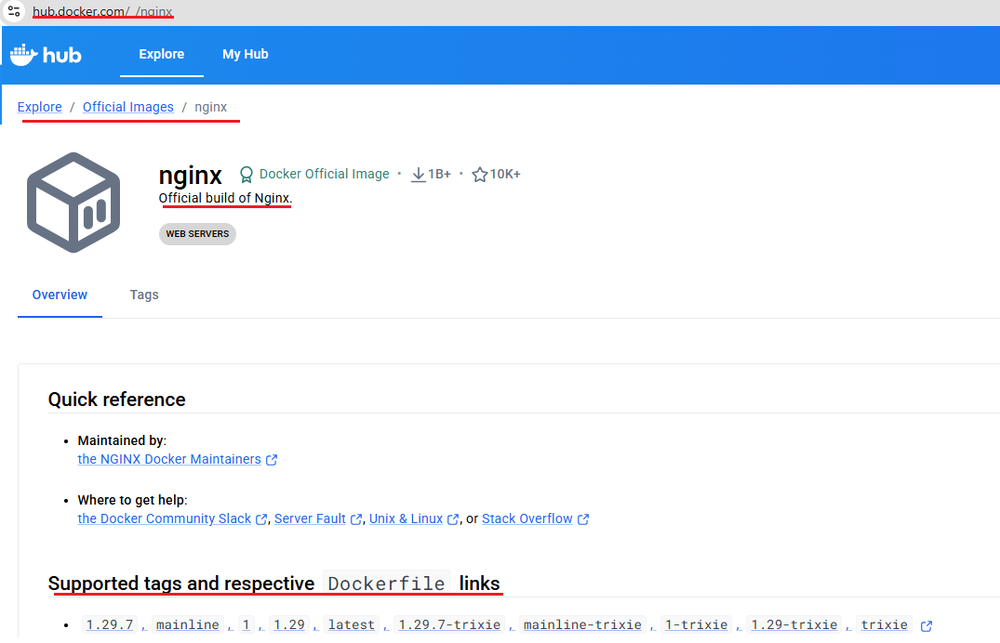 hub.docker.com/_/nginx
hub
Explore My Hub
Explore / Official Images / nginx
nginx Docker Official Image • 1B+ • 10K+
Official build of Nginx.
WEB SERVERS
Overview Tags
Quick reference
• Maintained by:
the NGINX Docker Maintainers
• Where to get help:
the Docker Community Slack , Server Fault , Unix & Linux , or Stack Overflow
Supported tags and respective Dockerfile links
• 1.29.7 , mainline , 1 , 1.29 , latest , 1.29.7-trixie , mainline-trixie , 1-trixie , 1.29-trixie , trixie